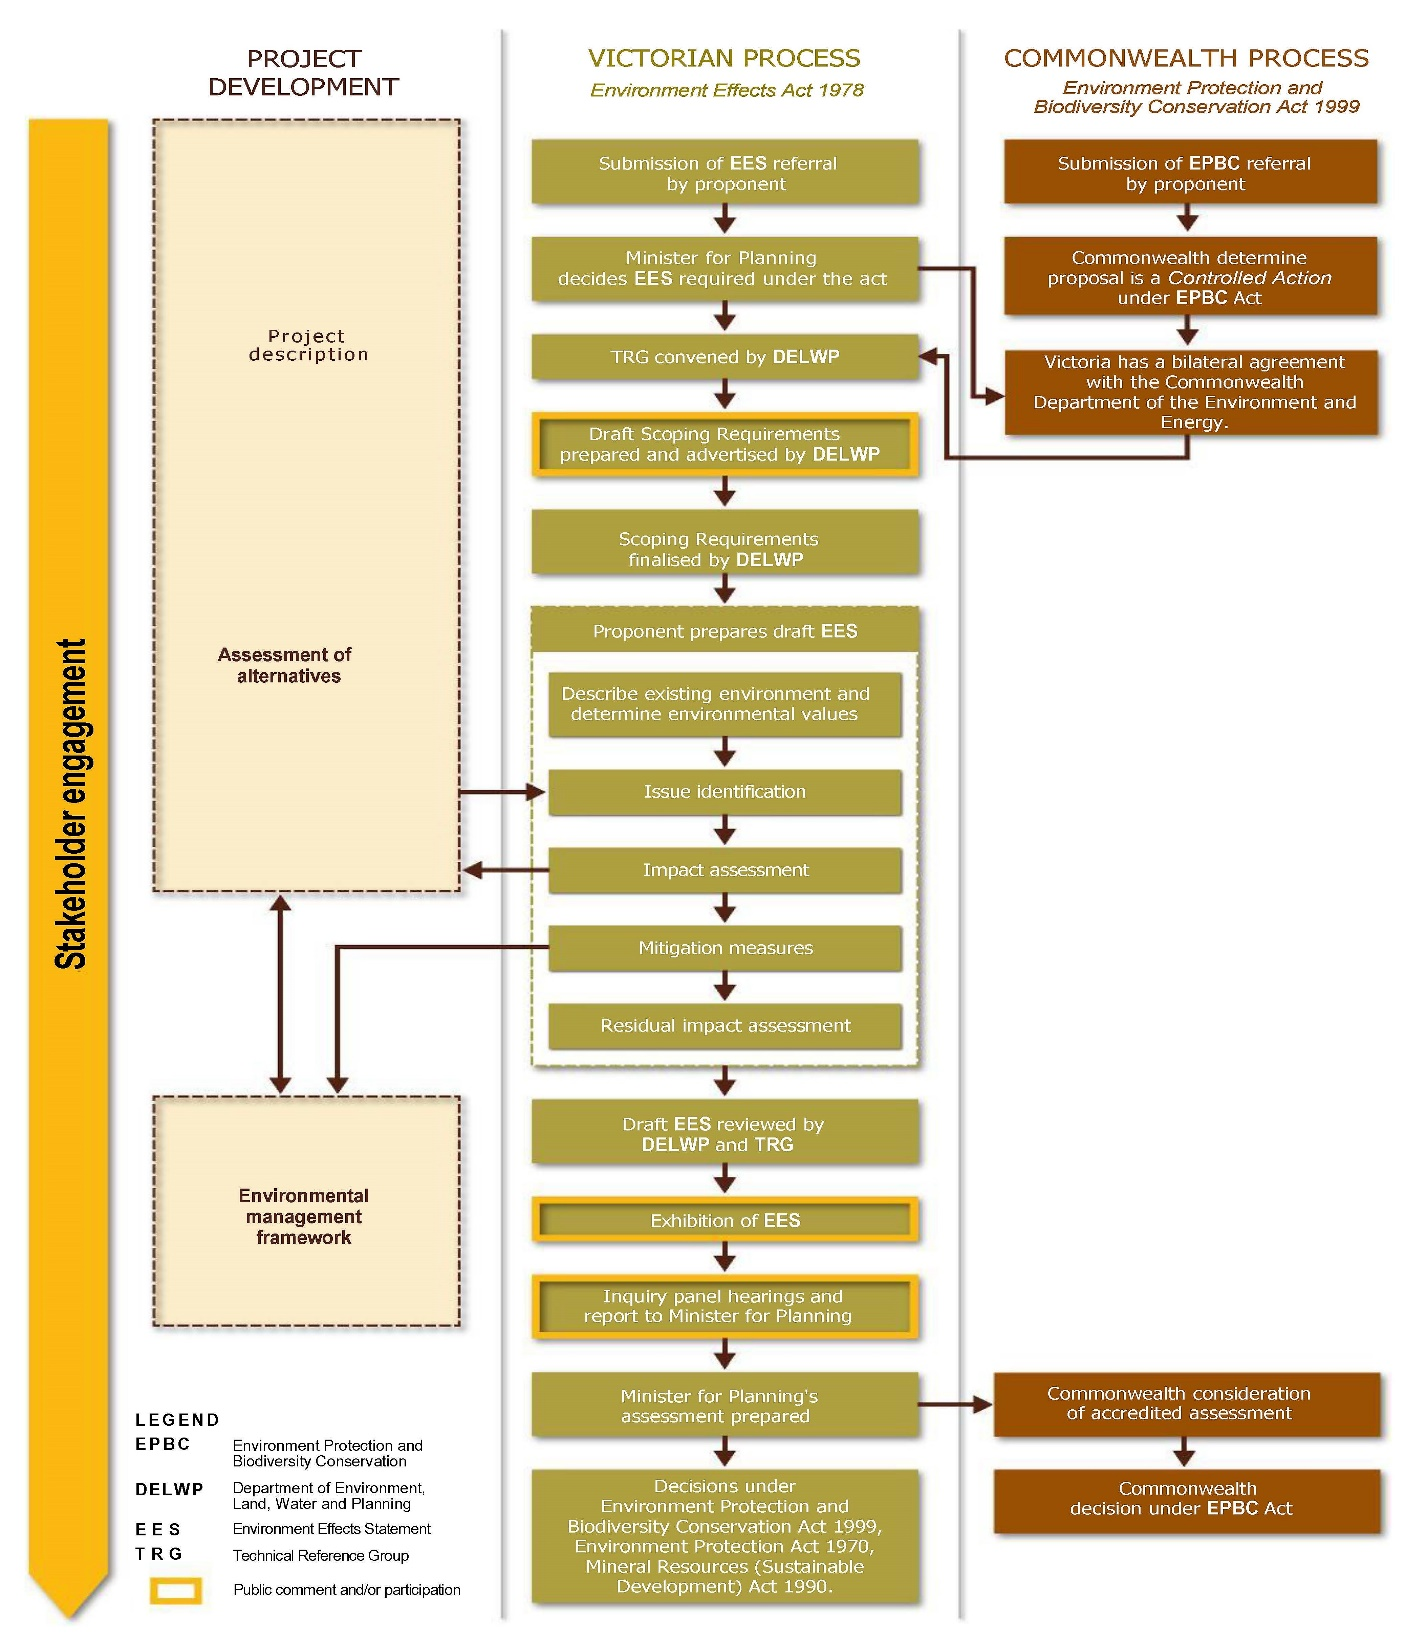 PROJECT
DEVELOPMENT
VICTORIAN PROCESS
Environment Effects Act 1978
COMMONWEALTH PROCESS
Environment Protection and
Biodiversity Conservation Act 1999
Stakeholder engagement
Project
description
Assessment of
alternatives
Environmental
management
framework
Submission of EES referral
by proponent
Minister for Planning
decides EES required under the act
TRG convened by DELWP
Draft Scoping Requirements
prepared and advertised by DELWP
Scoping Requirements
finalised by DELWP
Proponent prepares draft EES
Describe existing environment and
determine environmental values
Issue identification
Impact assessment
Mitigation measures
Residual impact assessment
Draft EES reviewed by
DELWP and TRG
Exhibition of EES
Inquiry panel hearings and
report to Minister for Planning
Minister for Planning's
assessment prepared
Decisions under
Environment Protection and
Biodiversity Conservation Act 1999,
Environment Protection Act 1970,
Mineral Resources (Sustainable
Development) Act 1990.
Submission of EPBC referral
by proponent
Commonwealth determine
proposal is a Controlled Action
under EPBC Act
Victoria has a bilateral agreement
with the Commonwealth
Department of the Environment and
Energy.
Commonwealth consideration
of accredited assessment
Commonwealth
decision under EPBC Act
LEGEND
EPBC Environment Protection and
Biodiversity Conservation
DELWP Department of Environment,
Land, Water and Planning
EES Environment Effects Statement
TRG Technical Reference Group
Public comment and/or participation